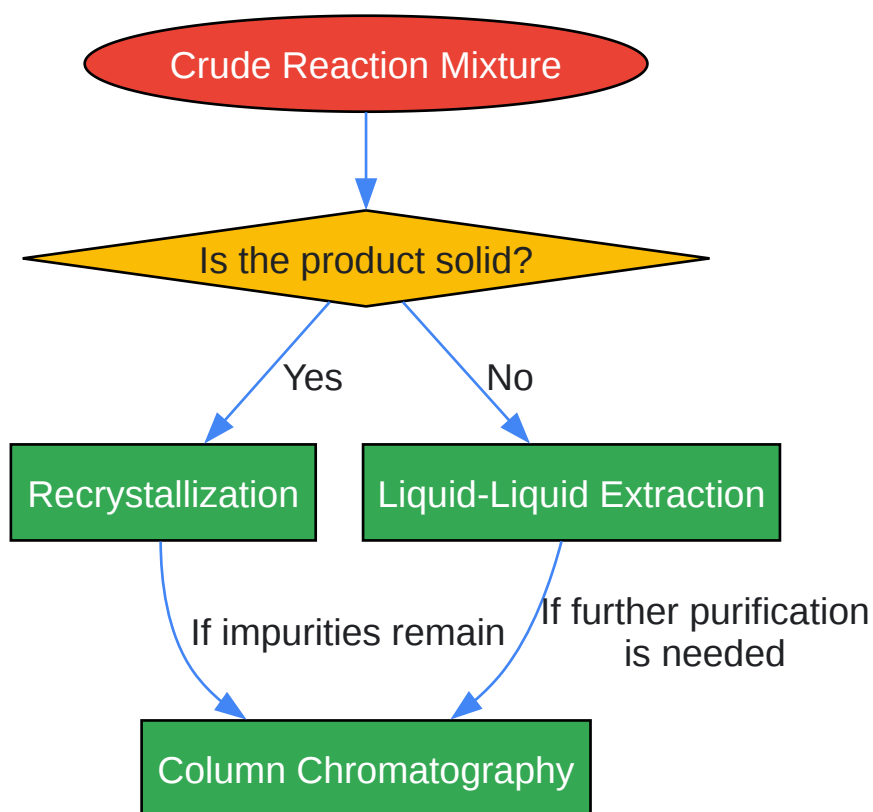 Crude Reaction Mixture
Is the product solid?
Yes
No
Recrystallization
Liquid-Liquid Extraction
If impurities remain
If further purification
is needed
Column Chromatography